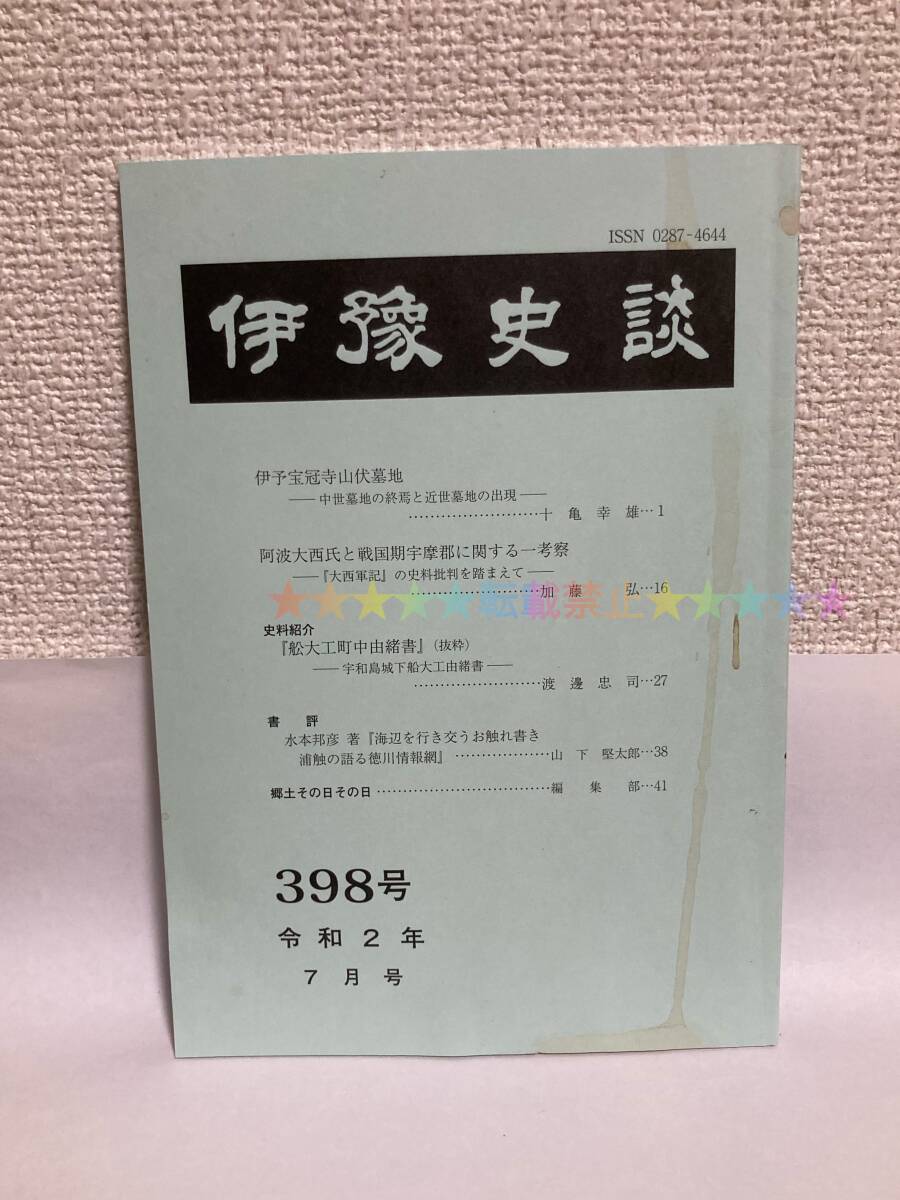 ISSN 0287-4644
伊豫史談
伊予宝冠寺山伏墓地
── 中世墓地の終焉と近世墓地の出現 ──
……………………十亀幸雄…1
阿波大西氏と戦国期宇摩郡に関する一考察
──『大西軍記』の史料批判を踏まえて──
……………………加藤弘…16
★★★★★転載禁止★★★★★
史料紹介
『舩大工町中由緒書』(抜粋)
── 宇和島城下船大工由緒書 ──
……………………渡邊忠司…27
書評
水本邦彦 著『海辺を行き交うお触れ書き
浦触の語る徳川情報網』………………山下堅太郎…38
郷土その日その日……………………………編集部…41
398号
令和2年
7月号